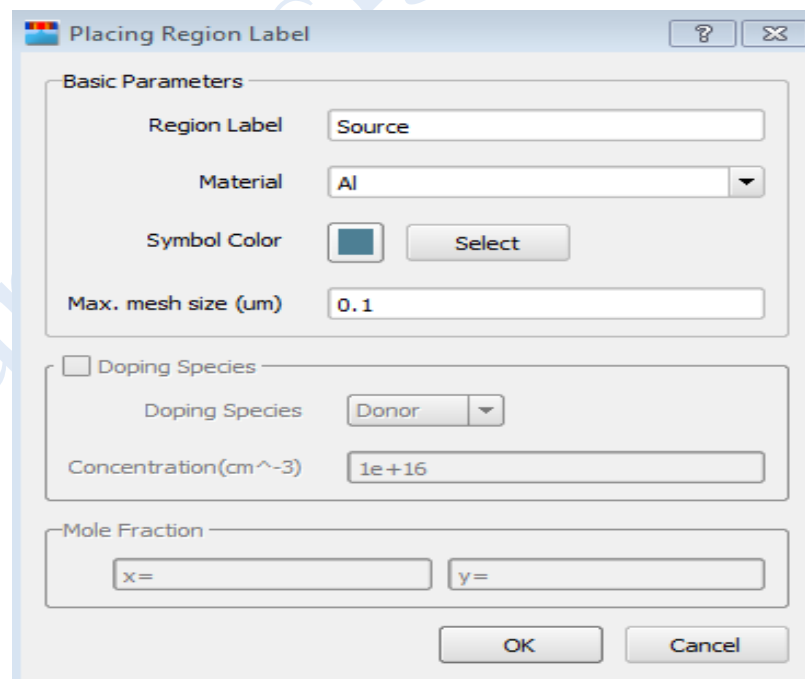 Placing Region Label
Basic Parameters
Region Label Source
Material Al
Symbol Color Select
Max. mesh size (um) 0.1
Doping Species
Doping Species Donor
Concentration(cm^-3) 1e+16
Mole Fraction
x= y=
OK Cancel